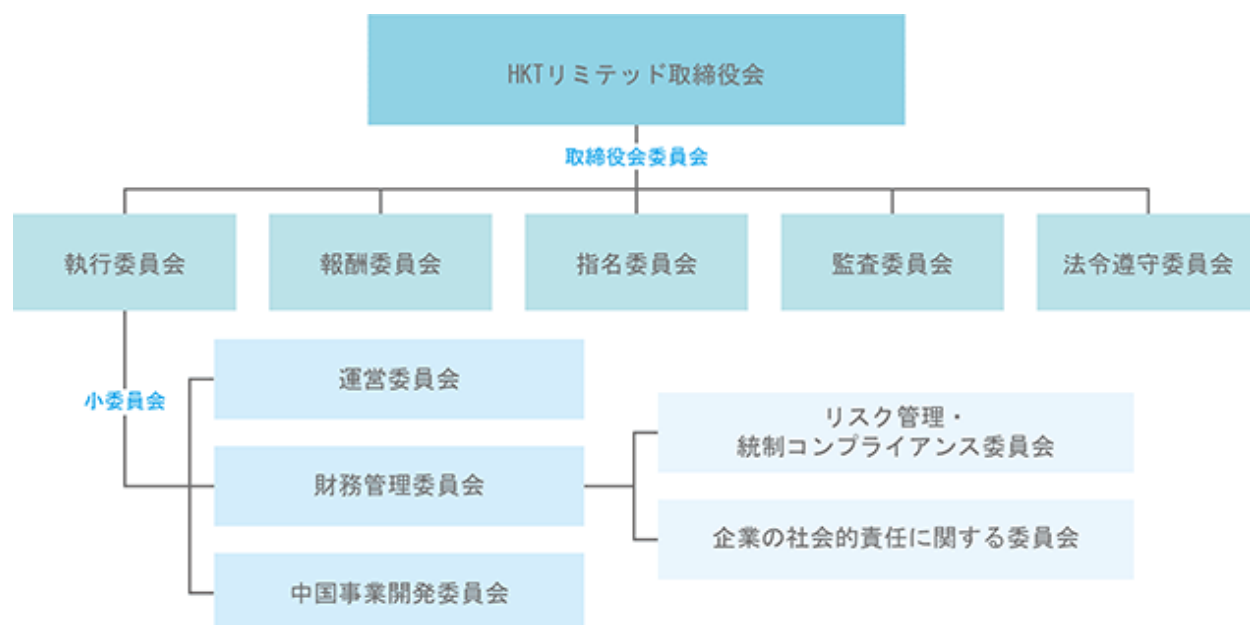 HKTリミテッド取締役会
取締役会委員会
執行委員会
報酬委員会
指名委員会
監査委員会
法令遵守委員会
小委員会
運営委員会
財務管理委員会
中国事業開発委員会
リスク管理・
統制コンプライアンス委員会
企業の社会的責任に関する委員会